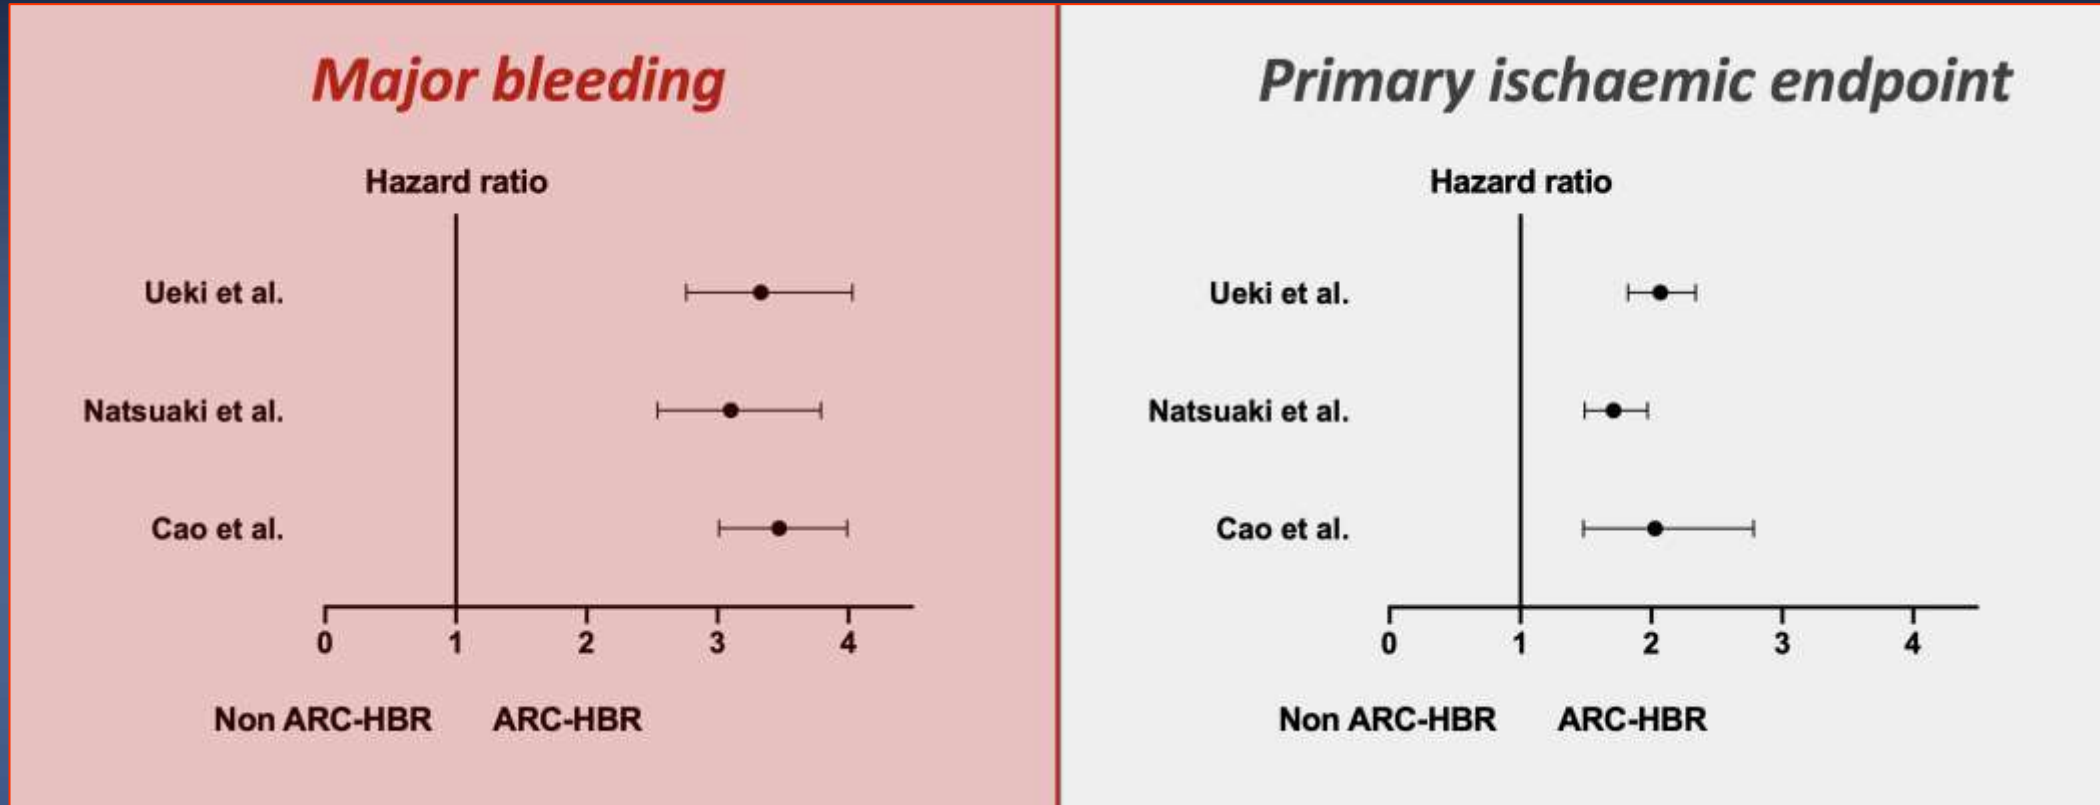 Major bleeding
Hazard ratio
Ueki et al.
Natsuaki et al.
Cao et al.
0 1 2 3 4
Non ARC-HBR ARC-HBR
Primary ischaemic endpoint
Hazard ratio
Ueki et al.
Natsuaki et al.
Cao et al.
0 1 2 3 4
Non ARC-HBR ARC-HBR